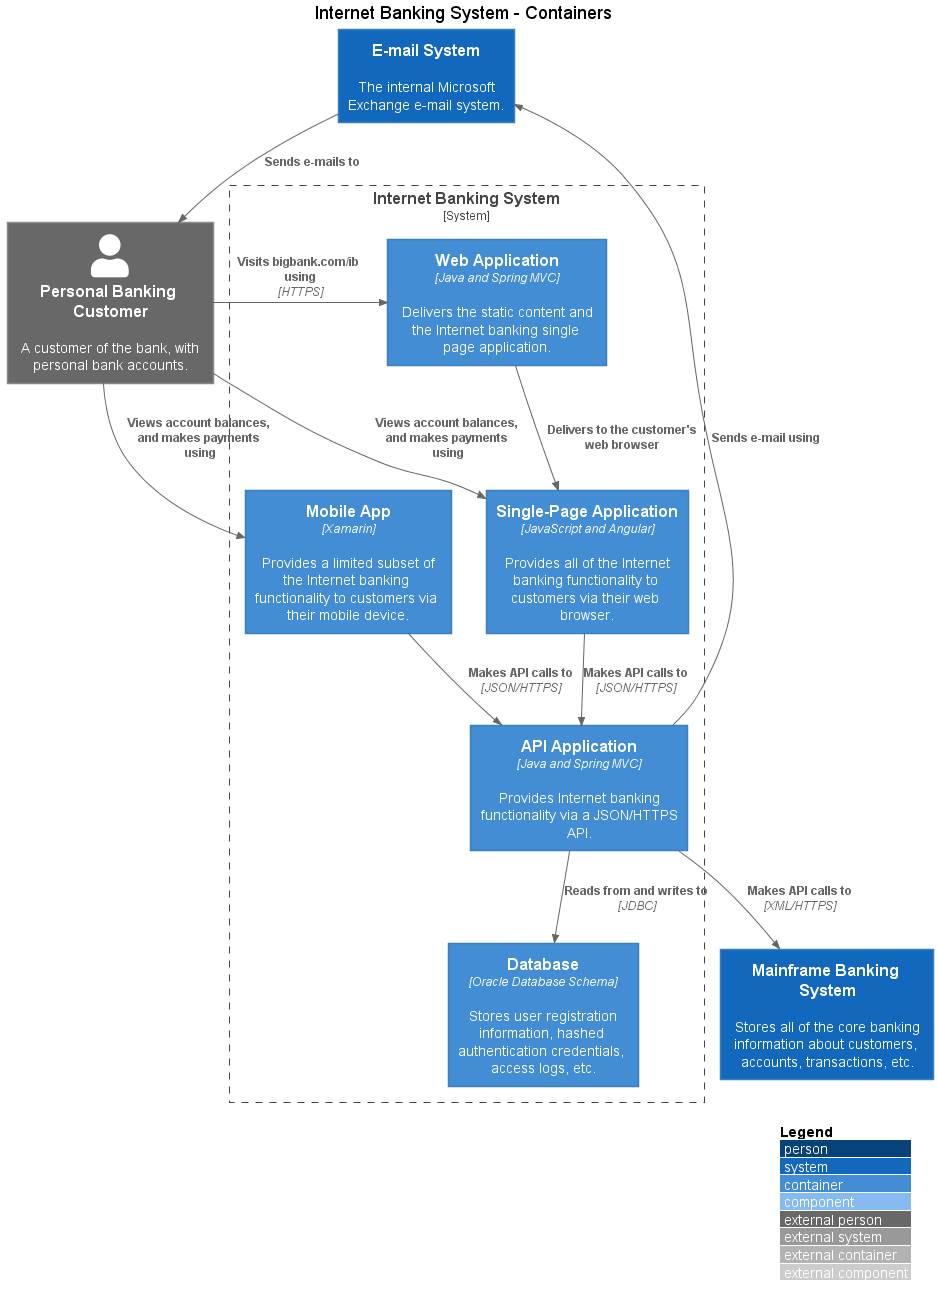 Internet Banking System - Containers
E-mail System
The internal Microsoft
Exchange e-mail system.
Sends e-mails to
Internet Banking System
[System]
Personal Banking
Customer
A customer of the bank, with
personal bank accounts.
Visits bigbank.com/ib
using
[HTTPS]
Web Application
[Java and Spring MVC]
Delivers the static content and
the Internet banking single
page application.
Views account balances,
and makes payments
using
Views account balances,
and makes payments
using
Delivers to the customer's
web browser
Sends e-mail using
Mobile App
[Xamarin]
Provides a limited subset of
the Internet banking
functionality to customers via
their mobile device.
Single-Page Application
[JavaScript and Angular]
Provides all of the Internet
banking functionality to
customers via their web
browser.
Makes API calls to
[JSON/HTTPS]
Makes API calls to
[JSON/HTTPS]
API Application
[Java and Spring MVC]
Provides Internet banking
functionality via a JSON/HTTPS
API.
Reads from and writes to
[JDBC]
Makes API calls to
[XML/HTTPS]
Database
[Oracle Database Schema]
Stores user registration
information, hashed
authentication credentials,
access logs, etc.
Mainframe Banking
System
Stores all of the core banking
information about customers,
accounts, transactions, etc.
Legend
person
system
container
component
external person
external system
external container
external component